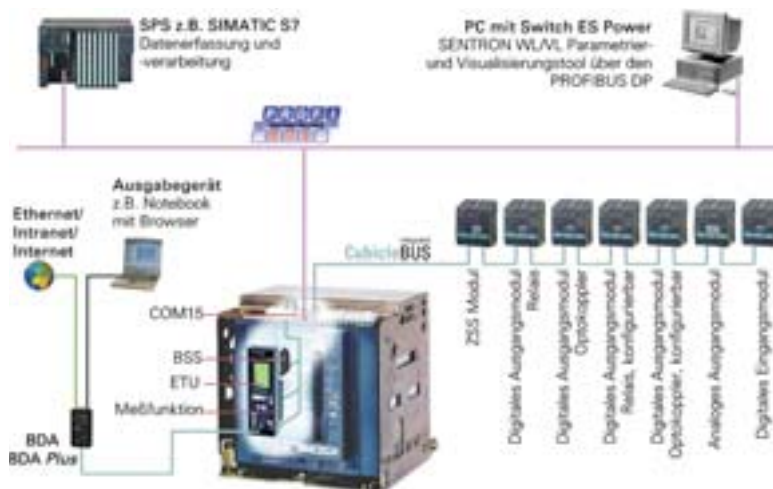 SPS z.B. SIMATIC S7
Datenerfassung und
-verarbeitung
PC mit Switch ES Power
SENTRON WL/VL Parametrier-
und Visualisierungstool über den
PROFIBUS DP
Ausgabegerät
z.B. Notebook
mit Browser
Ethernet/
Intranet/
Internet
CubicleBUS
COM15
BSS
ETU
Meßfunktion
BDA
BDA Plus
ZSS Modul
Digitales Ausgangsmodul
Relais
Digitales Ausgangsmodul
Optokoppler
Digitales Ausgangsmodul
Relais, konfigurierbar
Digitales Ausgangsmodul
Optokoppler, konfigurierbar
Analoges Ausgangsmodul
Digitales Eingangsmodul